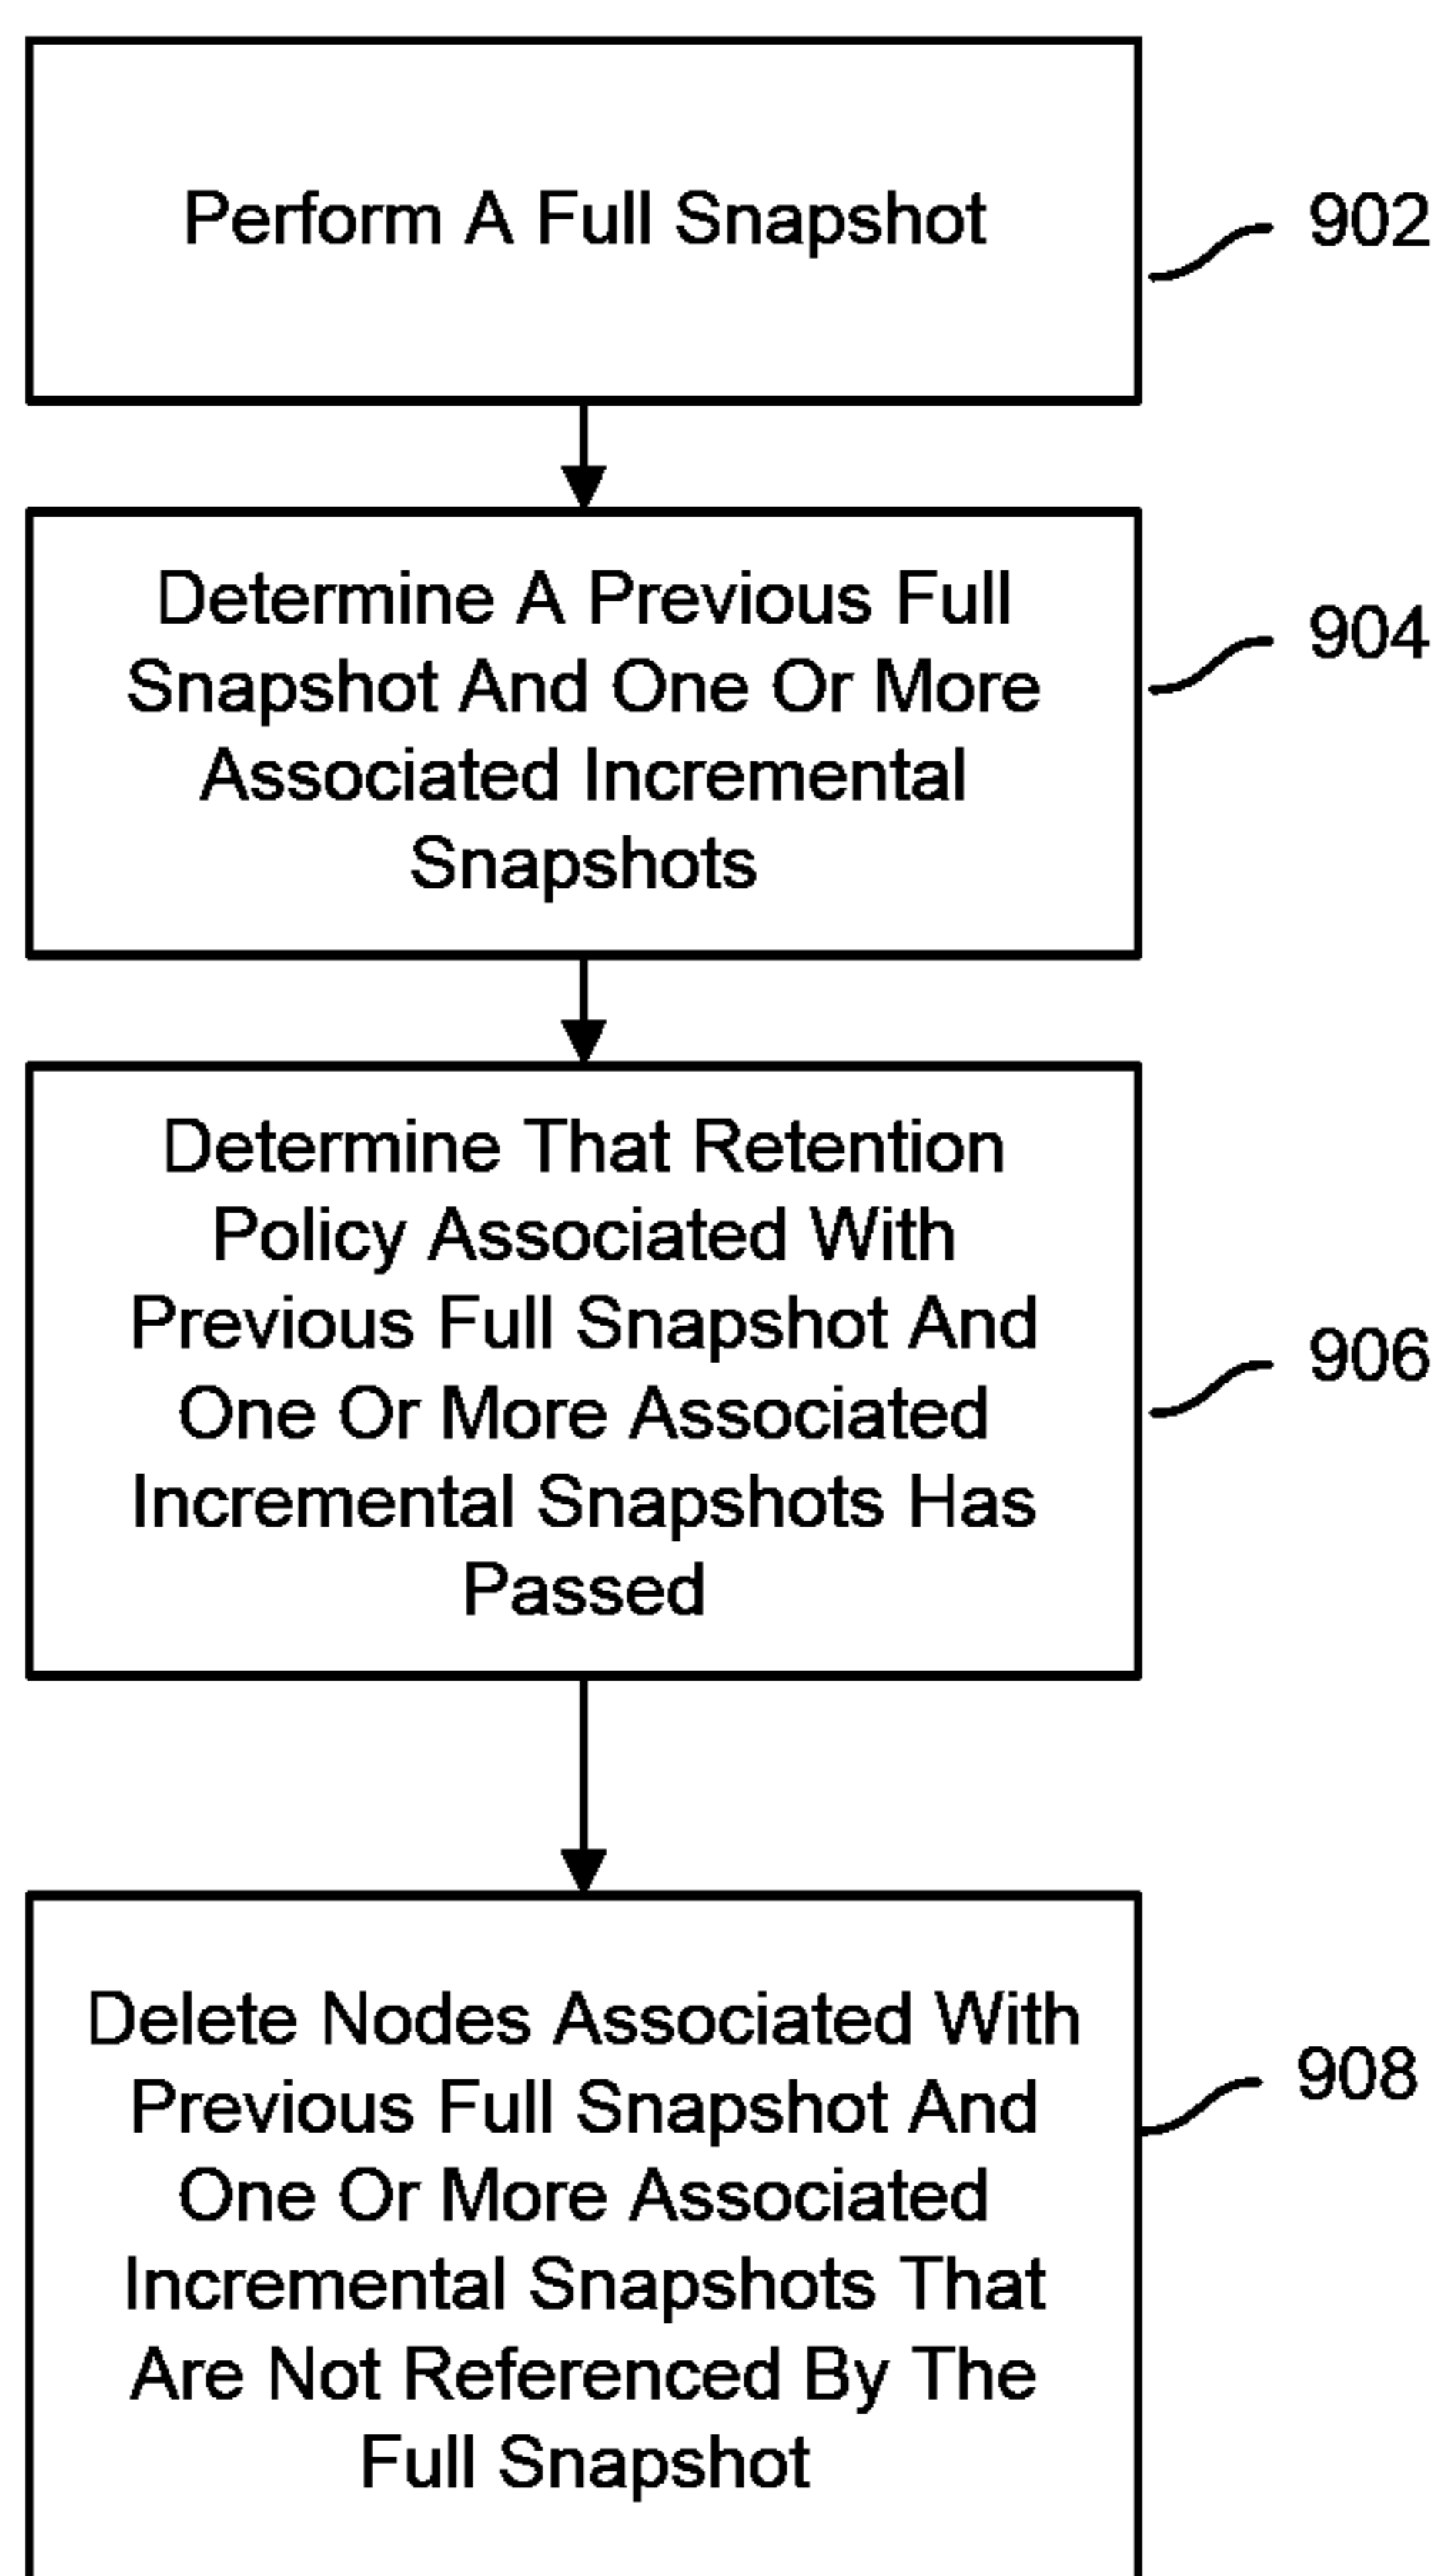 Perform A Full Snapshot
902
Determine A Previous Full
Snapshot And One Or More
Associated Incremental
Snapshots
904
Determine That Retention
Policy Associated With
Previous Full Snapshot And
One Or More Associated
Incremental Snapshots Has
Passed
906
Delete Nodes Associated With
Previous Full Snapshot And
One Or More Associated
Incremental Snapshots That
Are Not Referenced By The
Full Snapshot
908